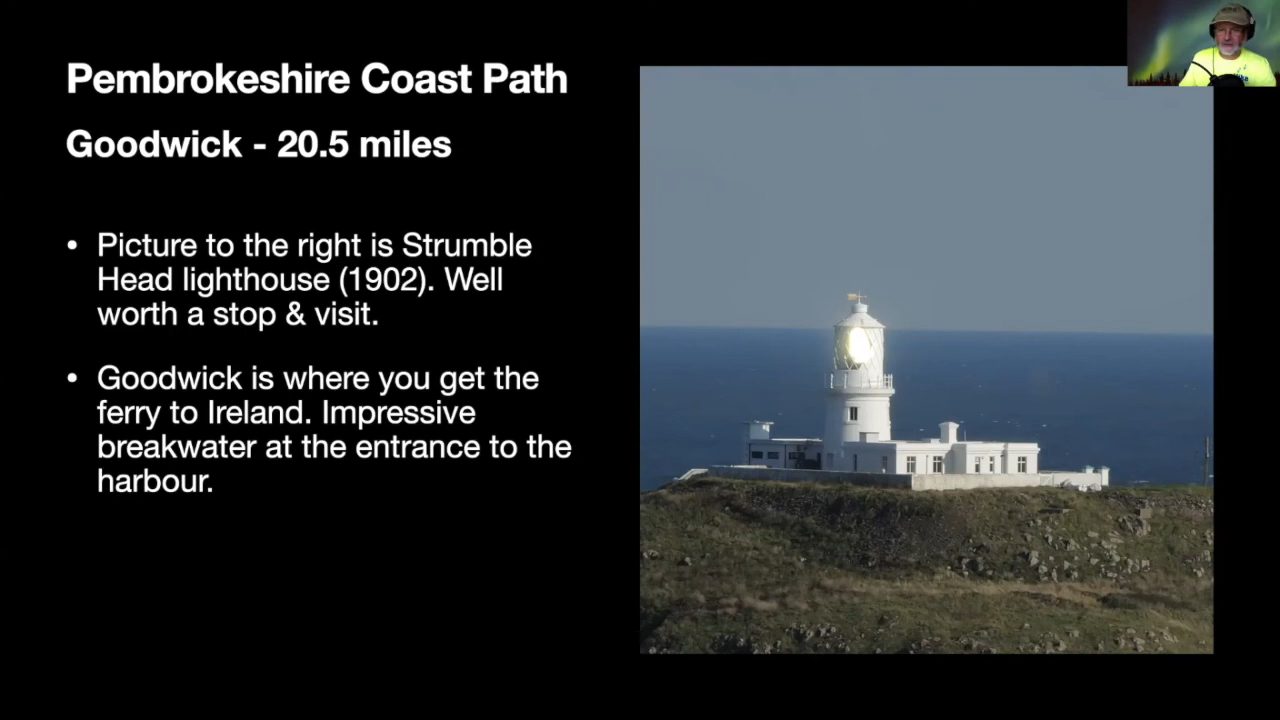 Pembrokeshire Coast Path
Goodwick - 20.5 miles
• Picture to the right is Strumble
Head lighthouse (1902). Well
worth a stop & visit.
• Goodwick is where you get the
ferry to Ireland. Impressive
breakwater at the entrance to the
harbour.